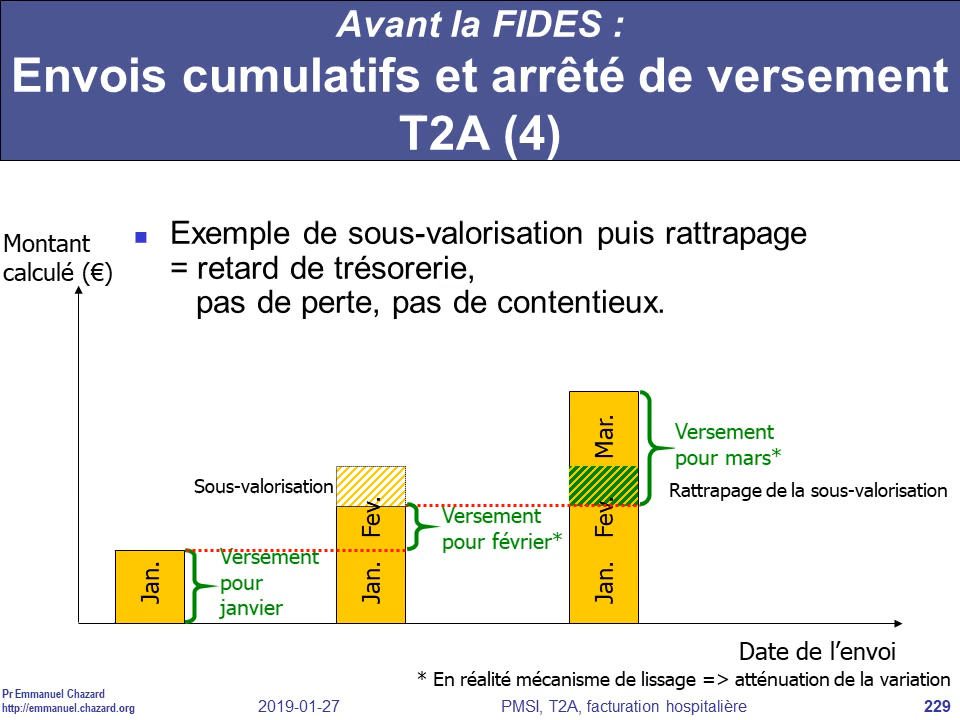 Avant la FIDES :
Envois cumulatifs et arrêté de versement
T2A (4)
Montant
calculé (€)
Exemple de sous-valorisation puis rattrapage
= retard de trésorerie,
pas de perte, pas de contentieux.
Jan.
Versement
pour
janvier
Sous-valorisation
Jan. Fev.
Versement
pour février*
Jan. Fev. Mar.
Versement
pour mars*
Rattrapage de la sous-valorisation
Date de l’envoi
* En réalité mécanisme de lissage => atténuation de la variation
Pr Emmanuel Chazard
http://emmanuel.chazard.org
2019-01-27
PMSI, T2A, facturation hospitalière
229